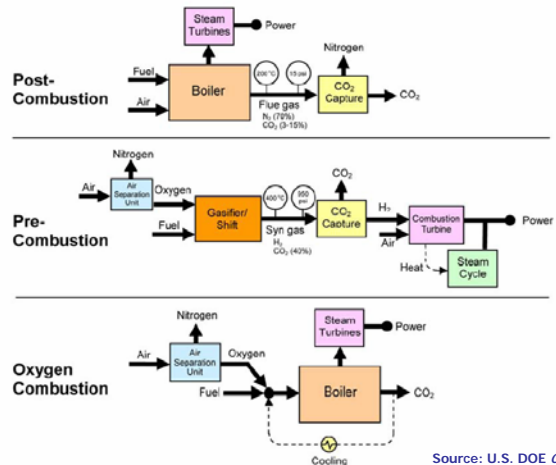 Steam
Turbines
Power
Nitrogen
Post-
Combustion
Fuel
Air
Boiler
200°C
15 psi
Flue gas
N₂ (70%)
CO₂ (3-15%)
CO₂
Capture
CO₂
Nitrogen
Air
Air
Separation
Unit
Oxygen
CO₂
Pre-
Combustion
Fuel
Gasifier/
Shift
400°C
950
psi
Syn gas
H₂
CO₂ (40%)
CO₂
Capture
H₂
Air
Combustion
Turbine
Power
Heat
Steam
Cycle
Steam
Turbines
Power
Nitrogen
Oxygen
Combustion
Air
Air
Separation
Unit
Oxygen
Fuel
Boiler
CO₂
Cooling
Source: U.S. DOE